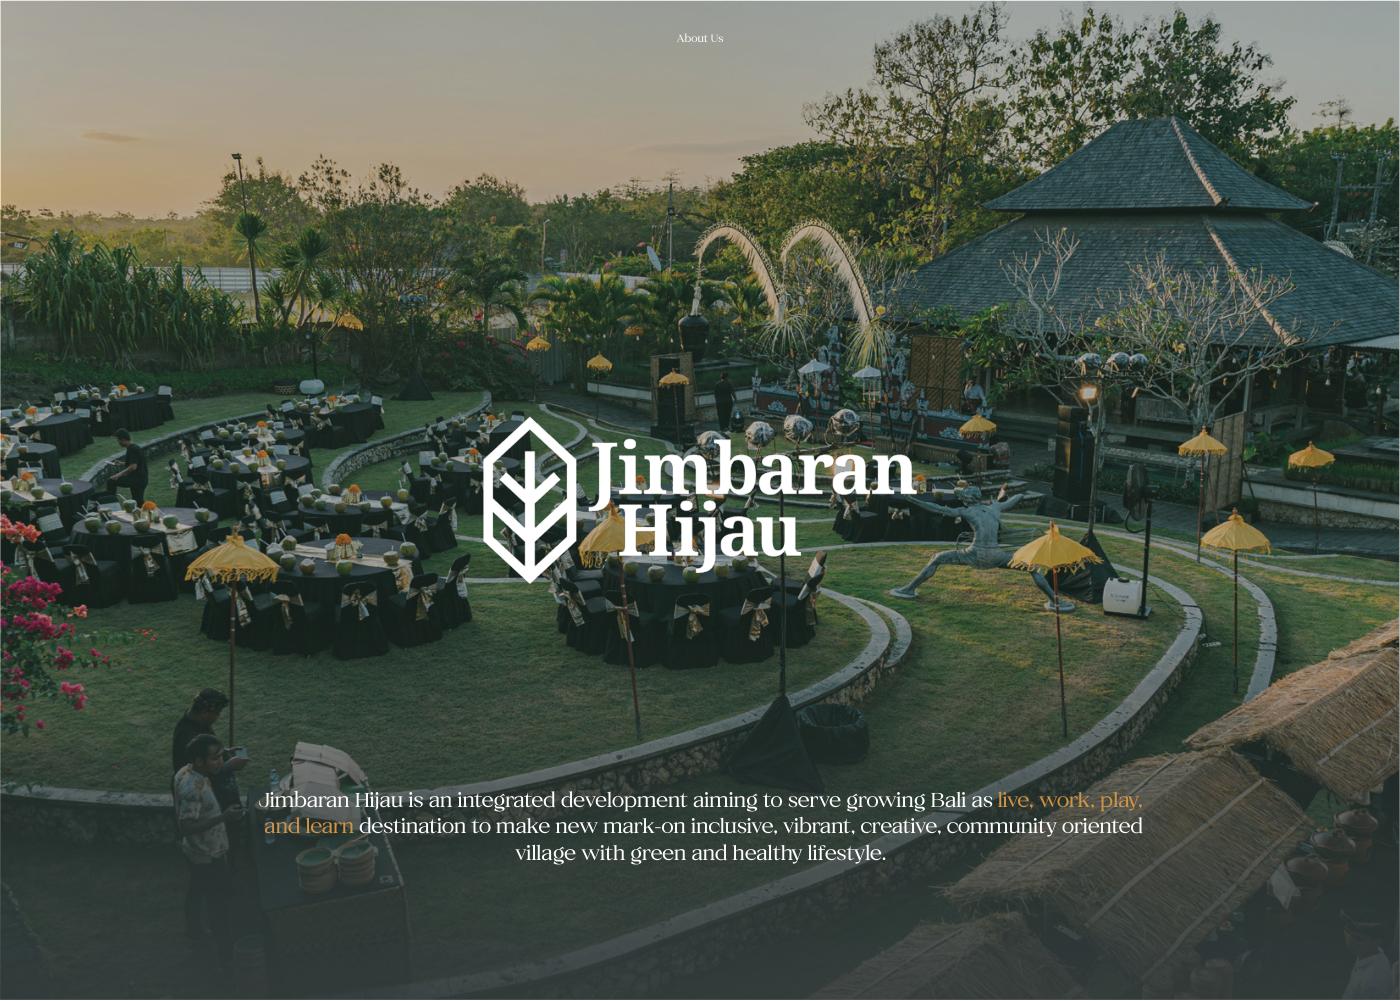 About Us
Jimbaran
Hijau
Jimbaran Hijau is an integrated development aiming to serve growing Bali as live, work, play,
and learn destination to make new mark-on inclusive, vibrant, creative, community oriented
village with green and healthy lifestyle.